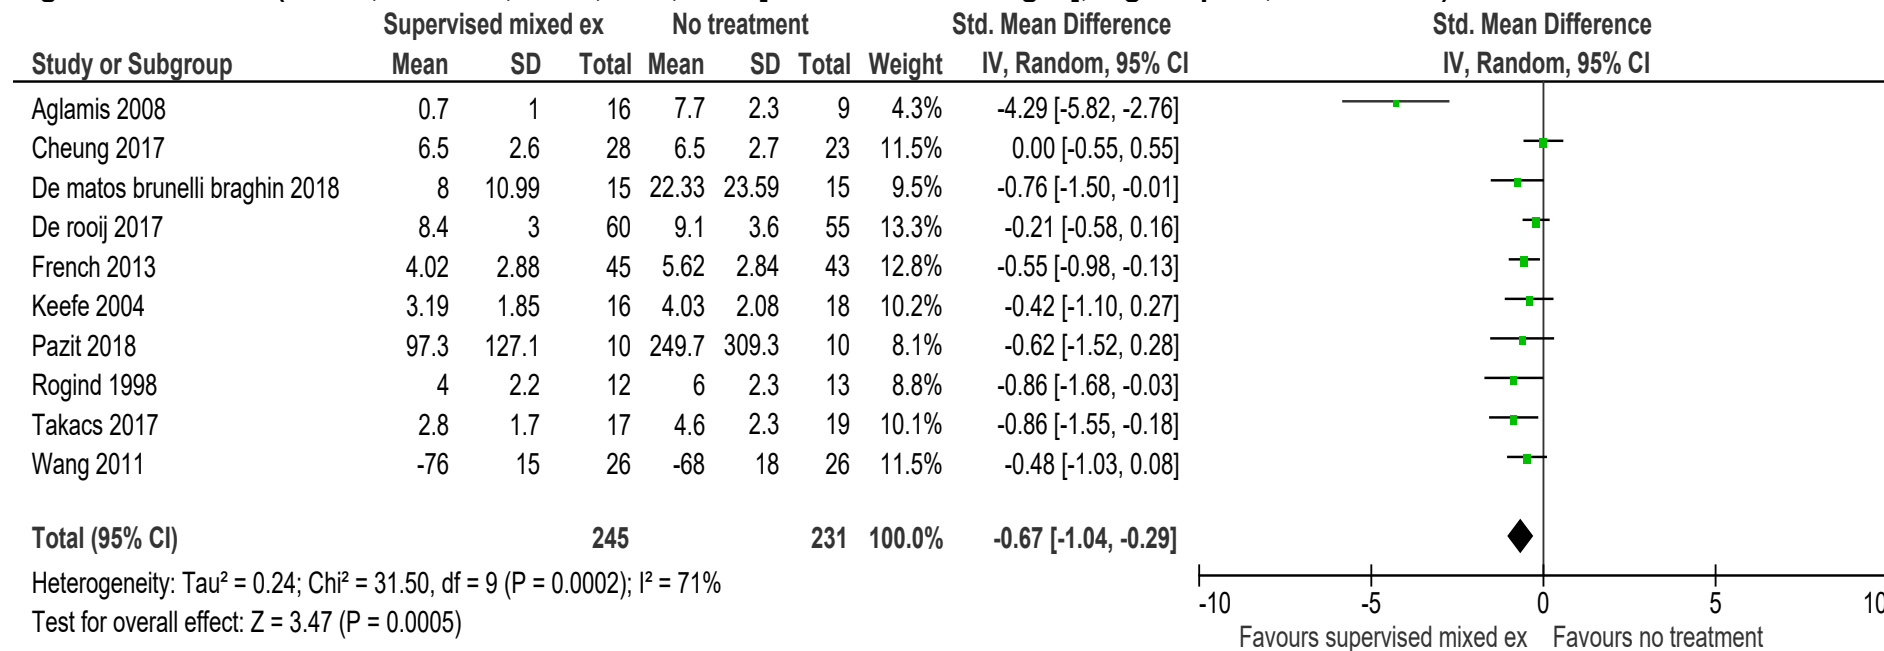 Supervised mixed ex No treatment Std. Mean Difference Std. Mean Difference
Study or Subgroup Mean SD Total Mean SD Total Weight IV, Random, 95% CI IV, Random, 95% CI
Aglamis 2008 0.7 1 16 7.7 2.3 9 4.3% -4.29 [-5.82, -2.76]
Cheung 2017 6.5 2.6 28 6.5 2.7 23 11.5% 0.00 [-0.55, 0.55]
De matos brunelli braghin 2018 8 10.99 15 22.33 23.59 15 9.5% -0.76 [-1.50, -0.01]
De rooij 2017 8.4 3 60 9.1 3.6 55 13.3% -0.21 [-0.58, 0.16]
French 2013 4.02 2.88 45 5.62 2.84 43 12.8% -0.55 [-0.98, -0.13]
Keefe 2004 3.19 1.85 16 4.03 2.08 18 10.2% -0.42 [-1.10, 0.27]
Pazit 2018 97.3 127.1 10 249.7 309.3 10 8.1% -0.62 [-1.52, 0.28]
Rogind 1998 4 2.2 12 6 2.3 13 8.8% -0.86 [-1.68, -0.03]
Takacs 2017 2.8 1.7 17 4.6 2.3 19 10.1% -0.86 [-1.55, -0.18]
Wang 2011 -76 15 26 -68 18 26 11.5% -0.48 [-1.03, 0.08]
Total (95% CI) 245 231 100.0% -0.67 [-1.04, -0.29]
Heterogeneity: Tau² = 0.24; Chi² = 31.50, df = 9 (P = 0.0002); I² = 71%
Test for overall effect: Z = 3.47 (P = 0.0005)
-10 -5 0 5 10
Favours supervised mixed ex Favours no treatment